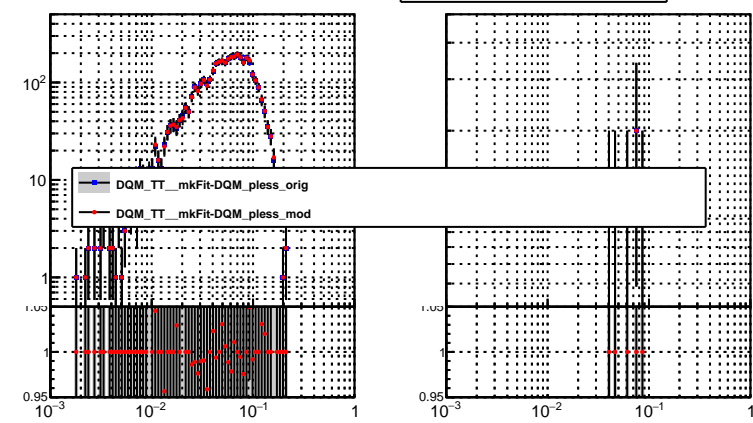 10²
10
DQM_TT__mkFit-DQM_pless_orig
DQM_TT__mkFit-DQM_pless_mod
1
1.05 1.05
1 1
0.95 0.95
10⁻³ 10⁻² 10⁻¹ 1 10⁻³ 10⁻² 10⁻¹ 1